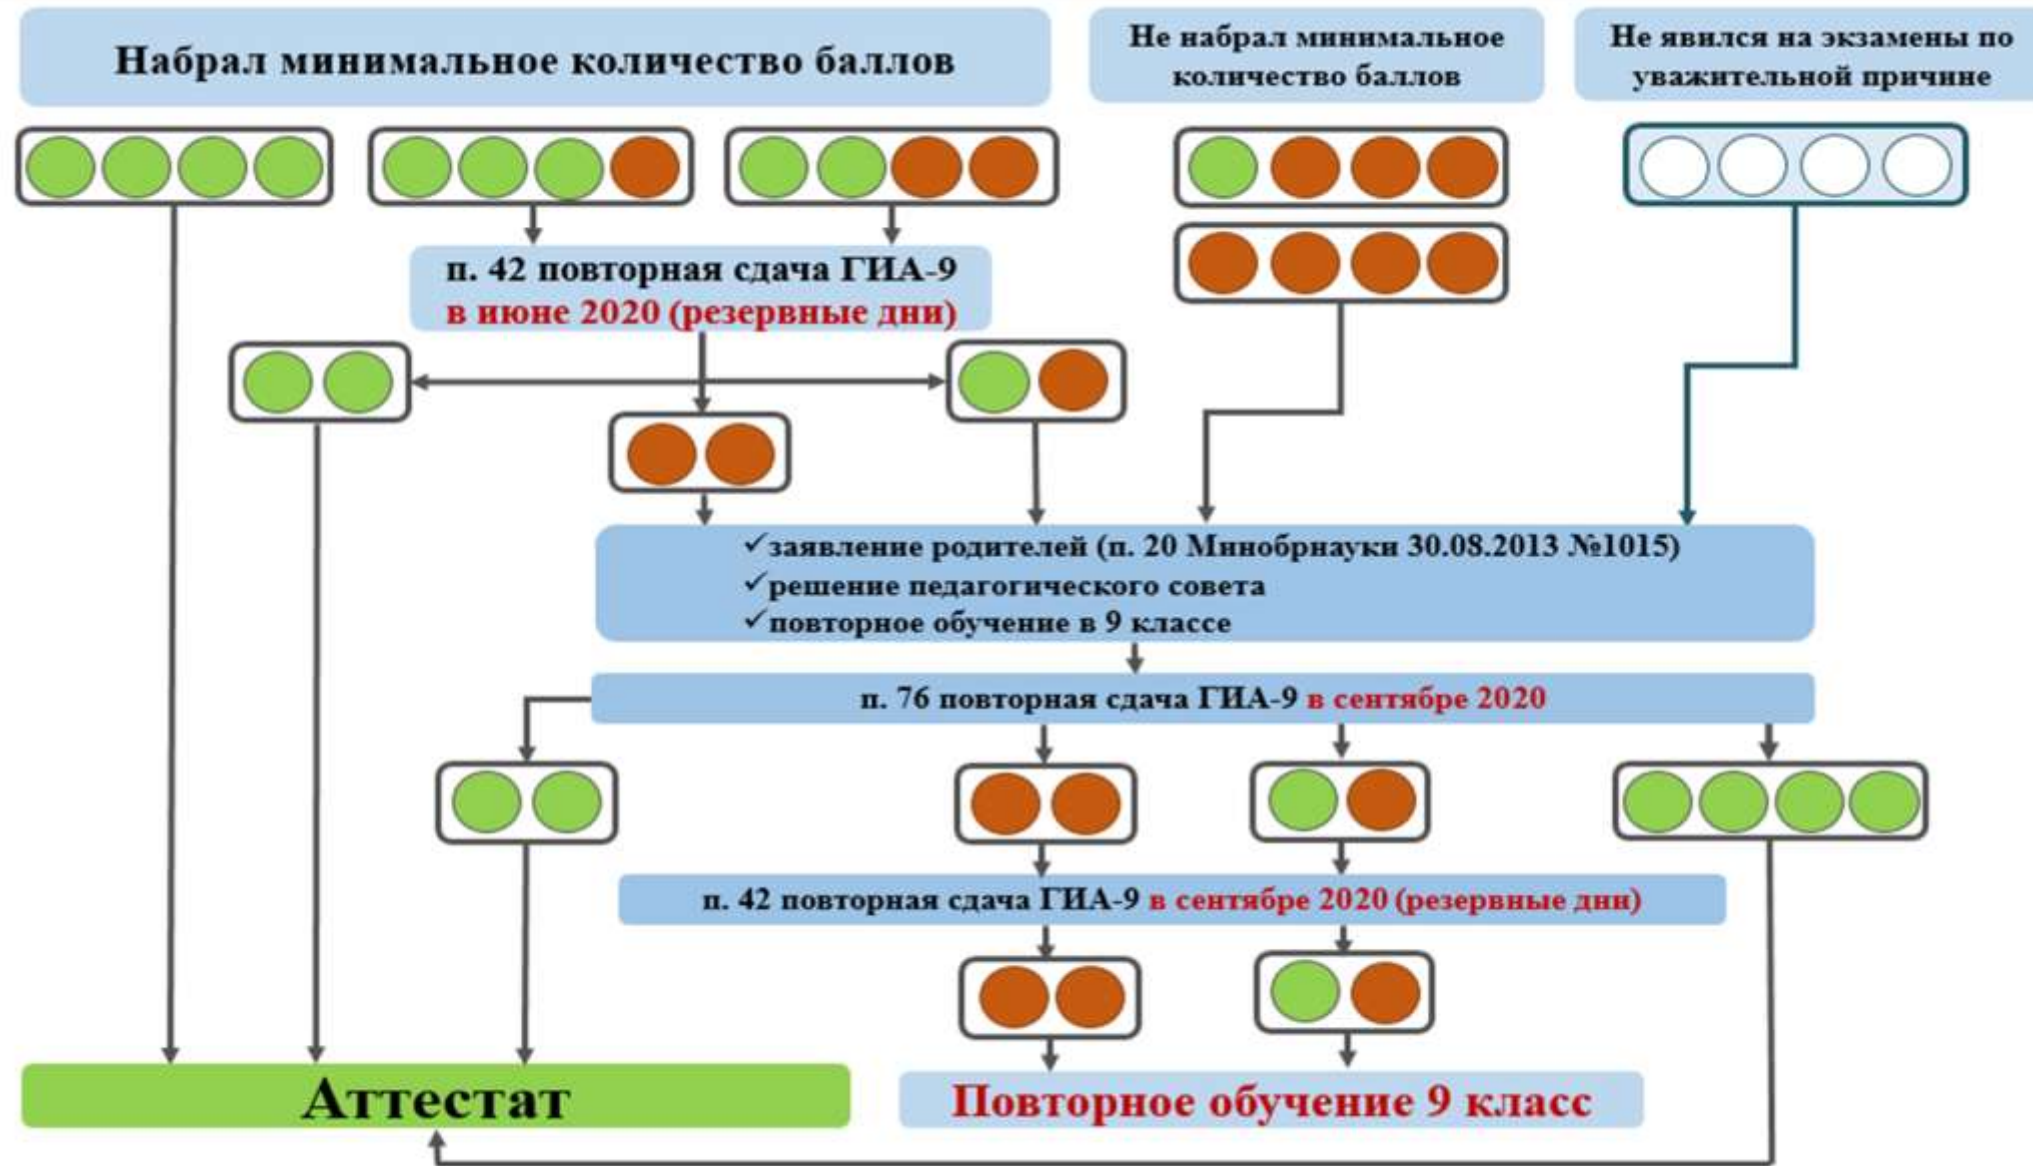 Набрал минимальное количество баллов
Не набрал минимальное
количество баллов
Не явился на экзамены по
уважительной причине
п. 42 повторная сдача ГИА-9
в июне 2020 (резервные дни)
✓заявление родителей (п. 20 Минобрнауки 30.08.2013 №1015)
✓решение педагогического совета
✓повторное обучение в 9 классе
п. 76 повторная сдача ГИА-9 в сентябре 2020
п. 42 повторная сдача ГИА-9 в сентябре 2020 (резервные дни)
Аттестат
Повторное обучение 9 класс